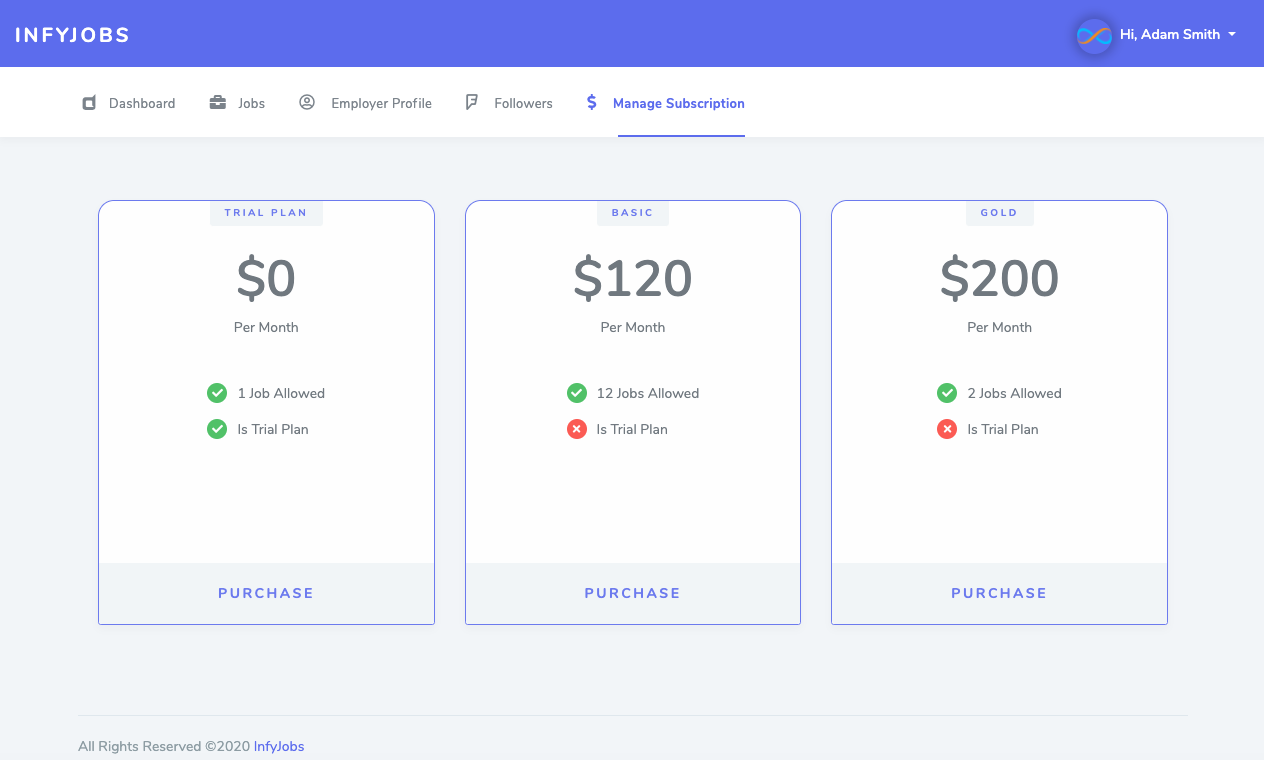 INFYJOBS
Hi, Adam Smith
Dashboard
Jobs
Employer Profile
Followers
Manage Subscription
TRIAL PLAN
$0
Per Month
1 Job Allowed
Is Trial Plan
PURCHASE
BASIC
$120
Per Month
12 Jobs Allowed
Is Trial Plan
PURCHASE
GOLD
$200
Per Month
2 Jobs Allowed
Is Trial Plan
PURCHASE
All Rights Reserved ©2020 InfyJobs